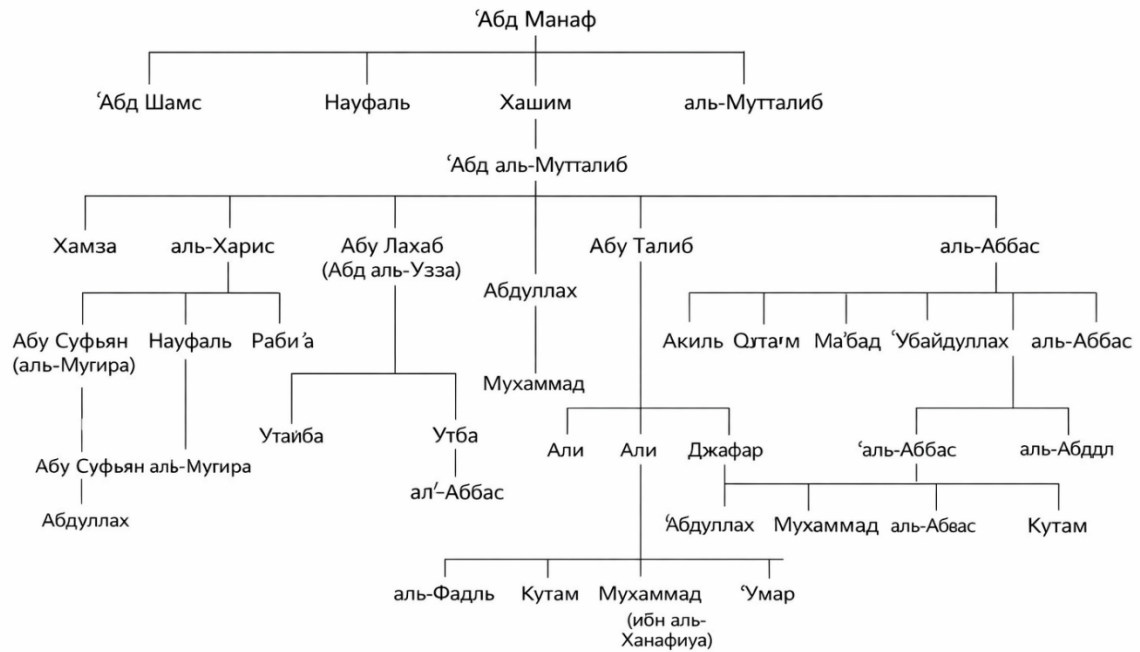 ʿАбд Манаф
ʿАбд Шамс Науфаль Хашим аль-Мутталиб
ʿАбд аль-Мутталиб
Хамза аль-Харис Абу Лахаб Абу Талиб аль-Аббас
(Абд аль-Узза)
Абдуллах
Абу Суфьян Науфаль Раби'а Акиль Ма'бад ʿУбайдуллах аль-Аббас
(аль-Мугира)
Мухаммад
Утайба Утба Али Али Джафар ʿаль-Аббас аль-Абддл
Абу Суфьян аль-Мугира
ал'-Аббас
Абдуллах
ʿАбдуллах Мухаммад аль-Абвас Кутам
аль-Фадль Кутам Мухаммад ʿУмар
(ибн аль-
Ханафиуа)